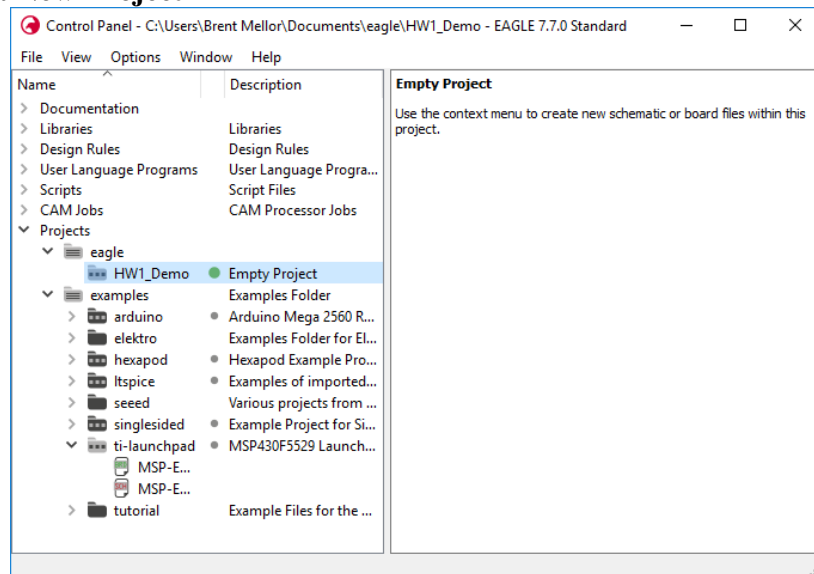 Control Panel - C:\Users\Brent Mellor\Documents\eagle\HW1_Demo - EAGLE 7.7.0 Standard
File View Options Window Help
Name Description
Documentation
Libraries Libraries
Design Rules Design Rules
User Language Programs User Language Progra...
Scripts Script Files
CAM Jobs CAM Processor Jobs
Projects
eagle
HW1_Demo Empty Project
examples Examples Folder
arduino Arduino Mega 2560 R...
elektro Examples Folder for El...
hexapod Hexapod Example Pro...
ltspice Examples of imported...
seeed Various projects from ...
singlesided Example Project for Si...
ti-launchpad MSP430F5529 Launch...
MSP-E...
MSP-E...
tutorial Example Files for the ...
Empty Project
Use the context menu to create new schematic or board files within this
project.